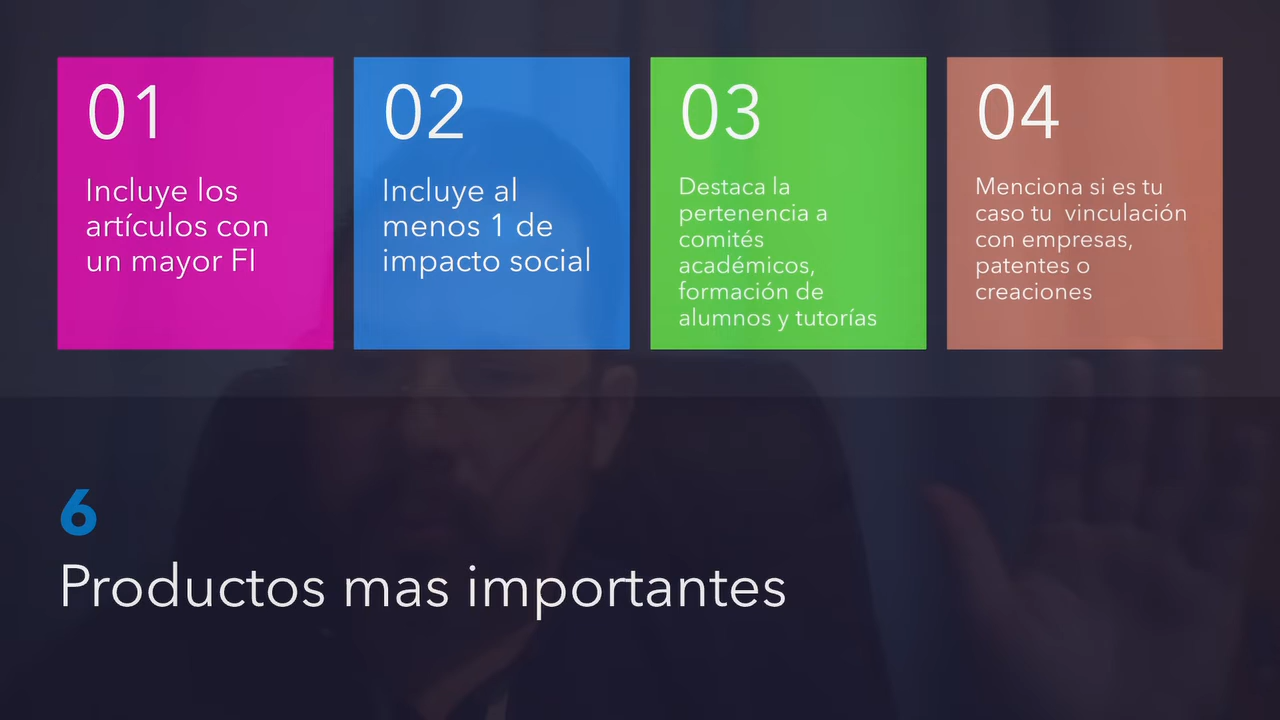 01
Incluye los
artículos con
un mayor FI
02
Incluye al
menos 1 de
impacto social
03
Destaca la
pertenencia a
comités
académicos,
formación de
alumnos y tutorías
04
Menciona si es tu
caso tu  vinculación
con empresas,
patentes o
creaciones
6
Productos mas importantes